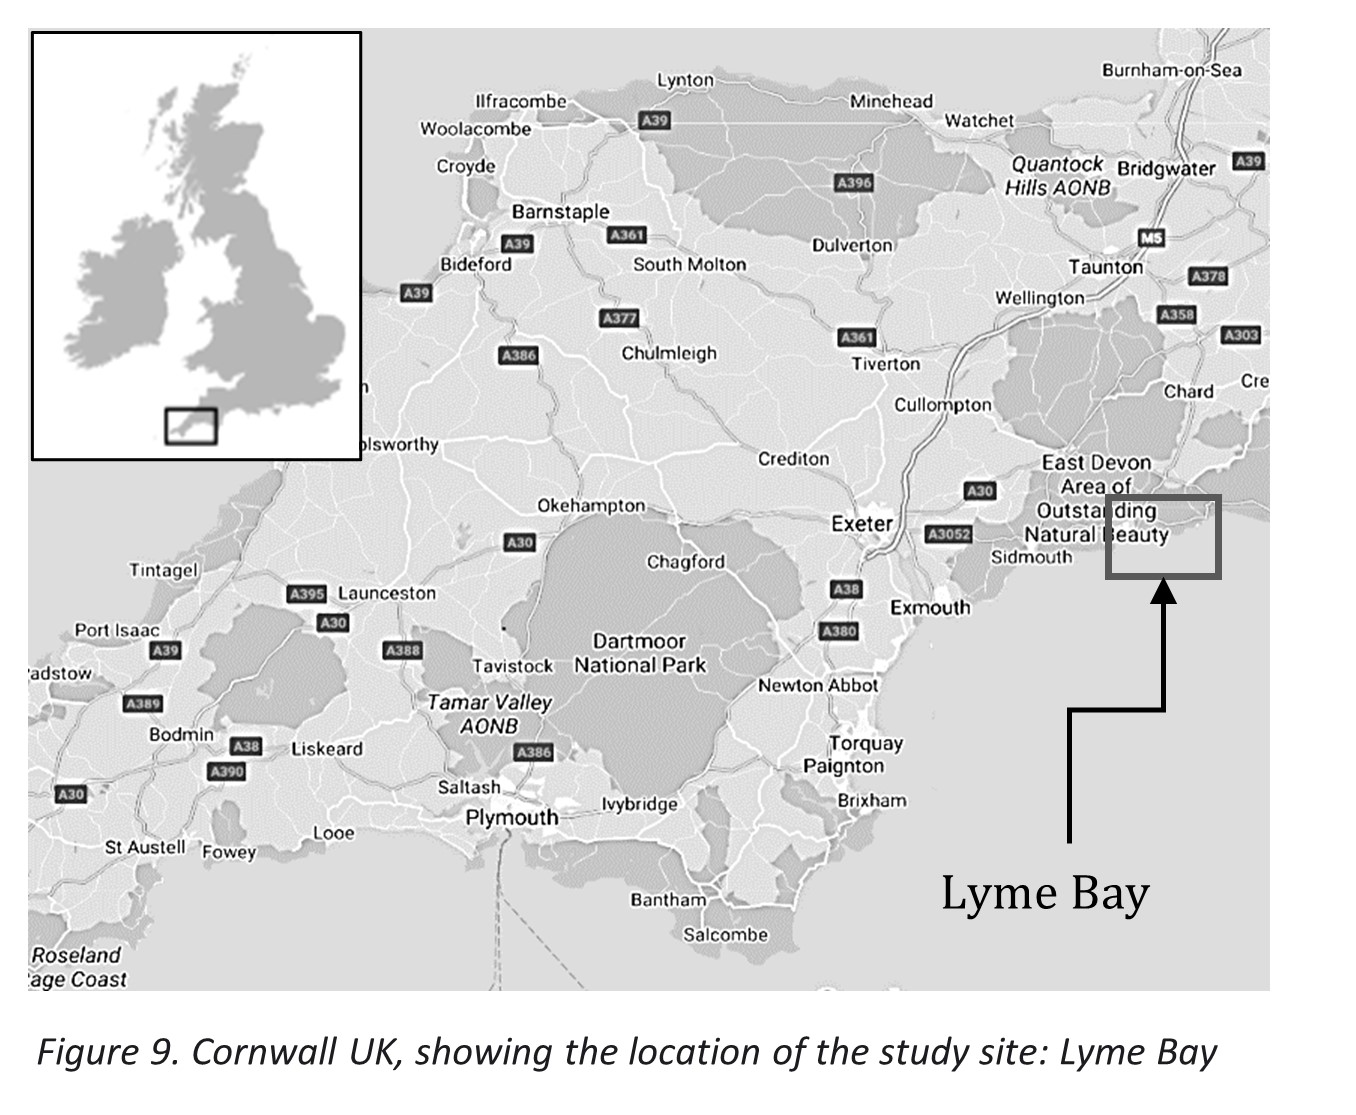 Burnham-on-Sea
Lynton
Ilfracombe
Minehead
A39
Watchet
Woolacombe
Croyde
Quantock
Hills AONB
Bridgwater
A39
A396
Barnstaple
A39
A361
M5
Dulverton
Bideford
South Molton
Taunton
A378
A39
Wellington
A377
A358
A361
A303
A386
Chulmleigh
Tiverton
Chard
Cre
Cullompton
olsworthy
Crediton
East Devon
Area of
Outstanding
Natural Beauty
A30
Okehampton
Exeter
A3052
A30
Sidmouth
Chagford
Tintagel
A395
Launceston
A38
Exmouth
A30
Port Isaac
A380
A39
A388
Dartmoor
National Park
Tavistock
adstow
Newton Abbot
A389
Tamar Valley
AONB
Bodmin
A38
Liskeard
A386
Torquay
Paignton
A390
Saltash
A30
Ivybridge
Brixham
Plymouth
Looe
St Austell
Fowey
Bantham
Lyme Bay
Salcombe
Roseland
age Coast
Figure 9. Cornwall UK, showing the location of the study site: Lyme Bay